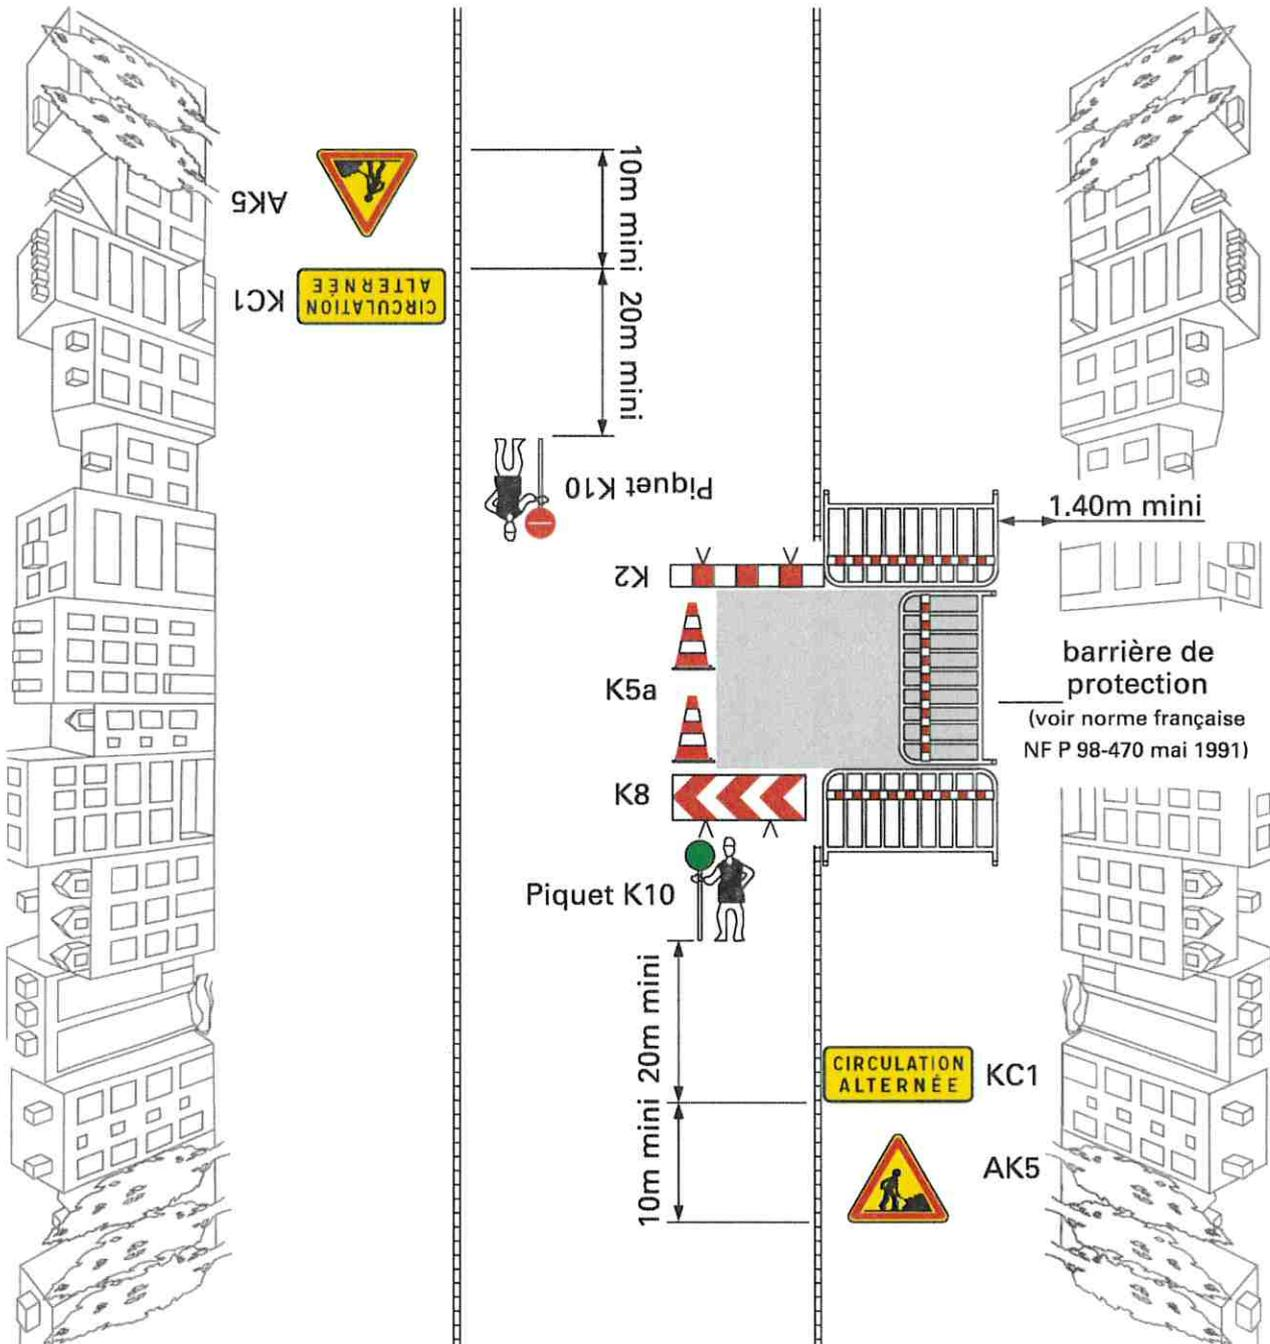 10m mini
AK5
CIRCULATION
ALTERNÉE
KC1
20m mini
Piquet K10
1.40m mini
K2
barrière de
protection
(voir norme française
NF P 98-470 mai 1991)
K5a
K8
Piquet K10
20m mini
CIRCULATION
ALTERNÉE
KC1
10m mini
AK5